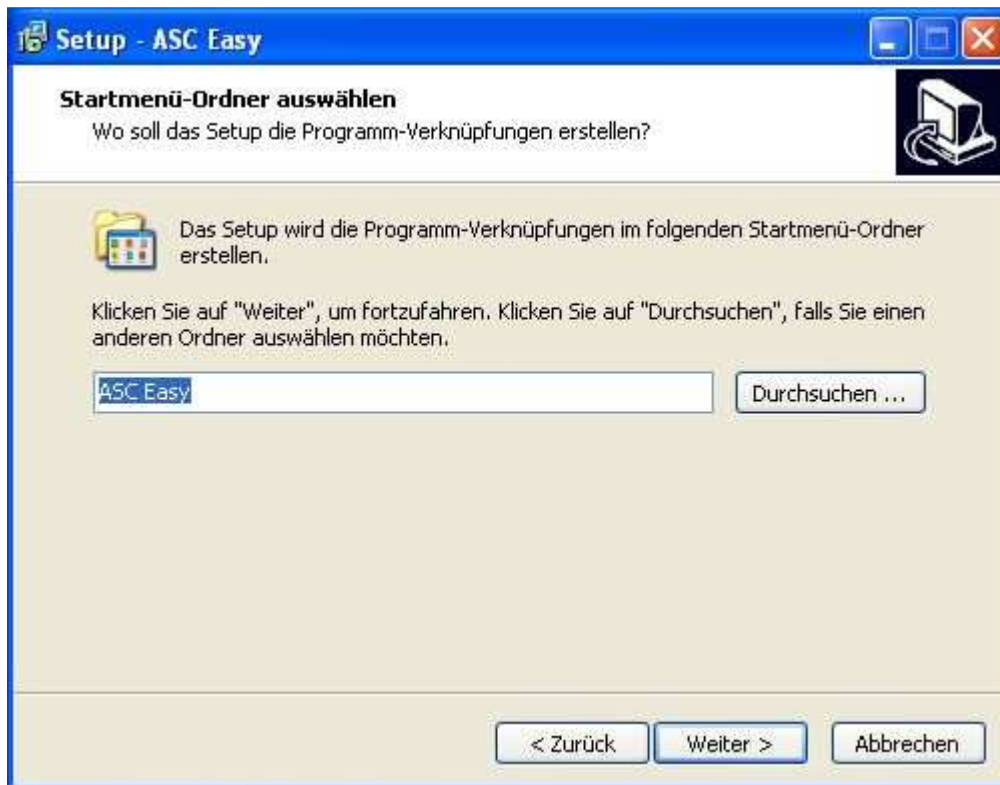 Setup - ASC Easy
Startmenü-Ordner auswählen
Wo soll das Setup die Programm-Verknüpfungen erstellen?
Das Setup wird die Programm-Verknüpfungen im folgenden Startmenü-Ordner
erstellen.
Klicken Sie auf "Weiter", um fortzufahren. Klicken Sie auf "Durchsuchen", falls Sie einen
anderen Ordner auswählen möchten.
ASC Easy
Durchsuchen ...
< Zurück
Weiter >
Abbrechen